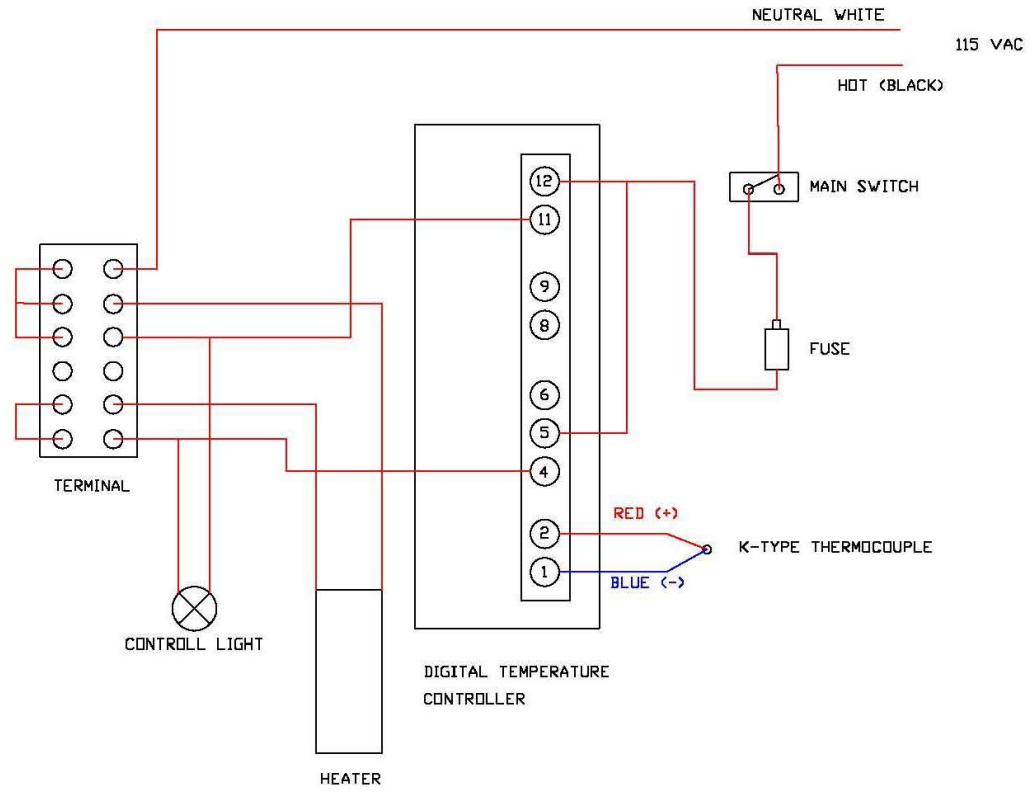 NEUTRAL WHITE
115 VAC
HOT (BLACK)
MAIN SWITCH
12
11
9
8
FUSE
6
5
4
TERMINAL
RED (+)
2
K-TYPE THERMOCOUPLE
1
BLUE (-)
CONTROLL LIGHT
DIGITAL TEMPERATURE
CONTROLLER
HEATER